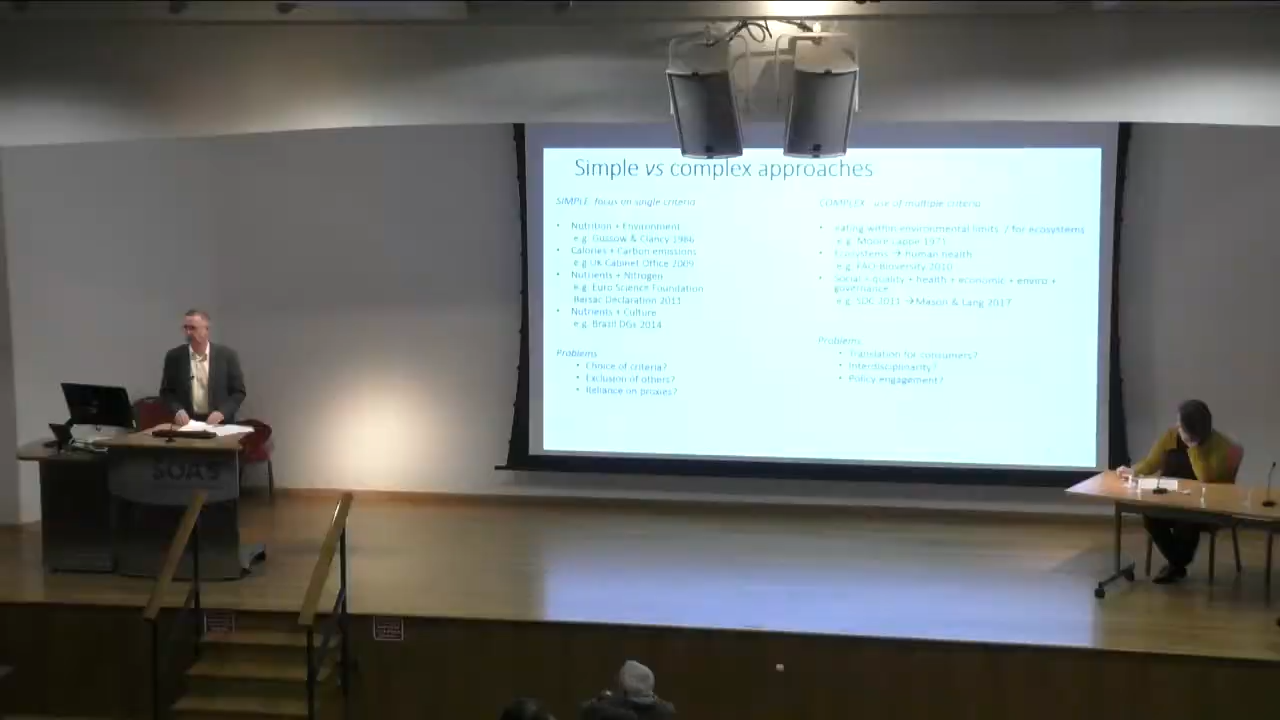 Simple vs complex approaches
SIMPLE: focus on single criteria
• Nutrition + Environment
e.g. Gussow & Clancy 1986
• Calories + Carbon emissions
e.g. UK Cabinet Office 2009
• Nutrients + Nitrogen
e.g. Euro Science Foundation
Barsac Declaration 2011
• Nutrients + Culture
e.g. Brazil DGs 2014
Problems
• Choice of criteria?
• Exclusion of others?
• Reliance on proxies?
COMPLEX: use of multiple criteria
• eating within environmental limits / for ecosystems
e.g. Moore Lappé 1971
• Ecosystems → human health
e.g. FAO Bioversity 2010
• Social + quality + health + economic + enviro +
governance
e.g. SDC 2011 → Mason & Lang 2017
Problems:
• Translation for consumers?
• Interdisciplinarity?
• Policy engagement?
SOAS